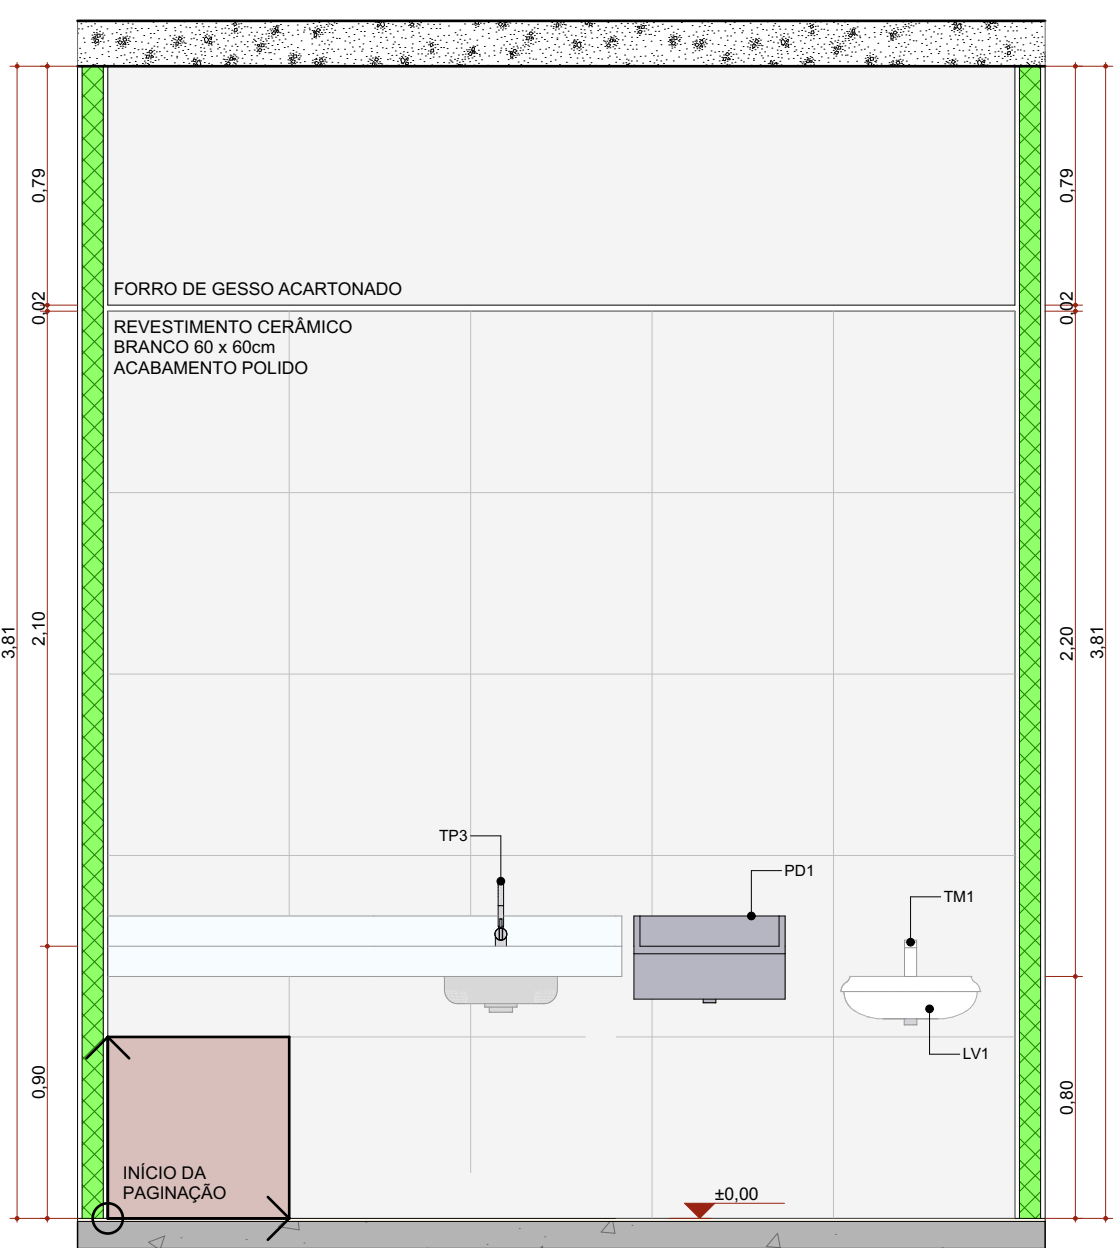 0,79
0,79
FORRO DE GESSO ACARTONADO
0,02
0,02
REVESTIMENTO CERÂMICO
BRANCO 60 x 60cm
ACABAMENTO POLIDO
3,81
2,10
2,20
3,81
TP3
PD1
TM1
LV1
0,90
0,80
INÍCIO DA
PAGINAÇÃO
±0,00